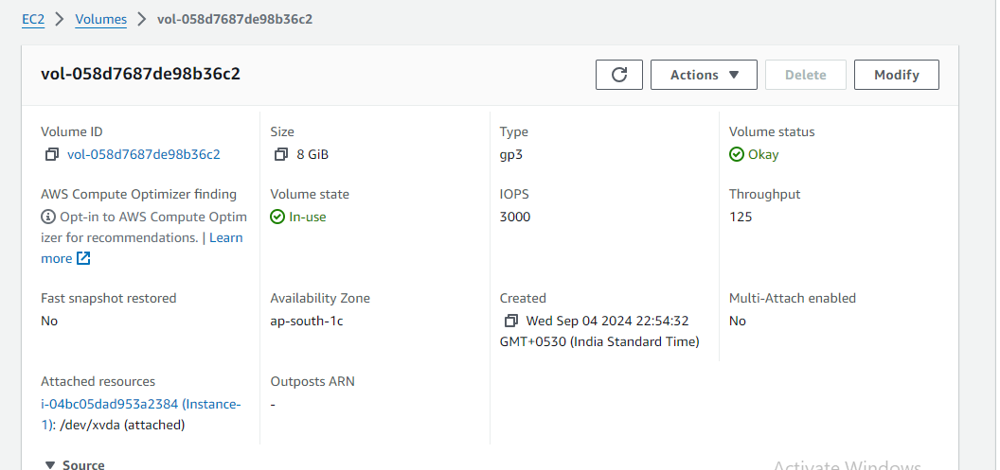 EC2 > Volumes > vol-058d7687de98b36c2
vol-058d7687de98b36c2
Actions ▼ Delete Modify
Volume ID
vol-058d7687de98b36c2
Size
8 GiB
Type
gp3
Volume status
Okay
AWS Compute Optimizer finding
Opt-in to AWS Compute Optim
izer for recommendations. | Learn
more
Volume state
In-use
IOPS
3000
Throughput
125
Fast snapshot restored
No
Availability Zone
ap-south-1c
Created
Wed Sep 04 2024 22:54:32
GMT+0530 (India Standard Time)
Multi-Attach enabled
No
Attached resources
i-04bc05dad953a2384 (Instance-
1): /dev/xvda (attached)
Outposts ARN
-
▼ Source
Activate Windows